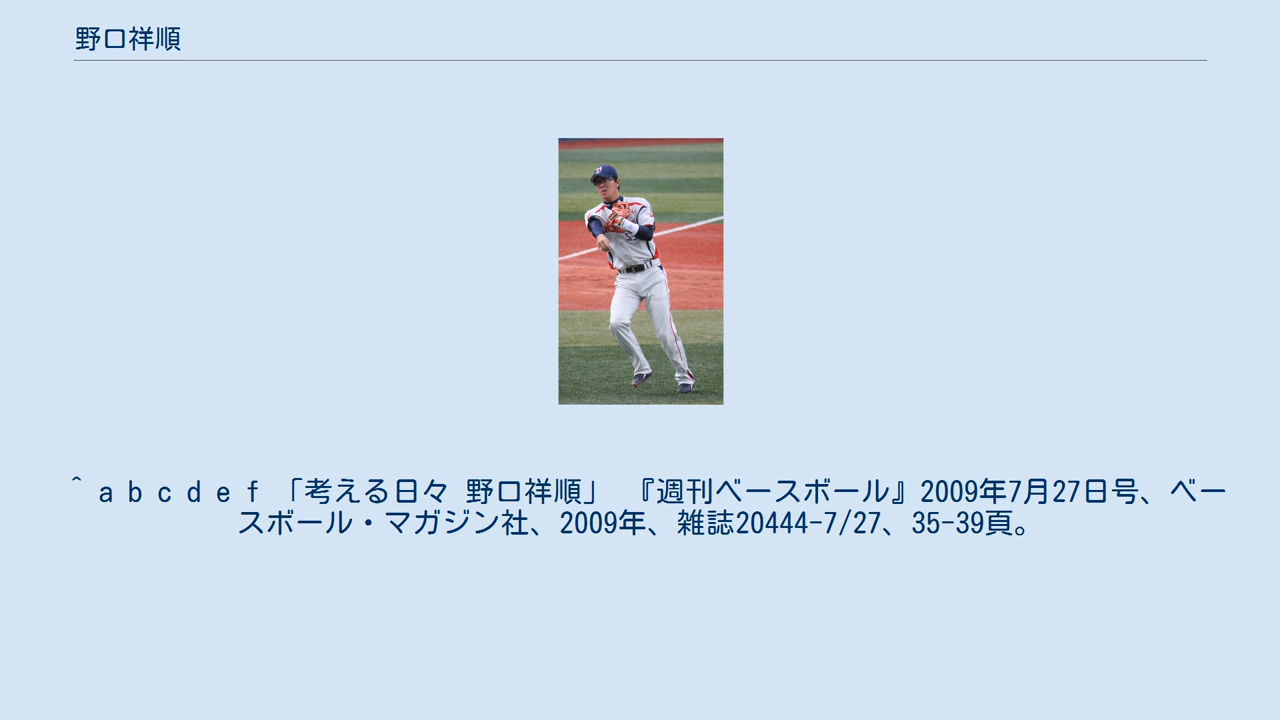 野口祥順
^ a b c d e f 「考える日々 野口祥順」 『週刊ベースボール』2009年7月27日号、ベー
スボール・マガジン社、2009年、雑誌20444-7/27、35-39頁。